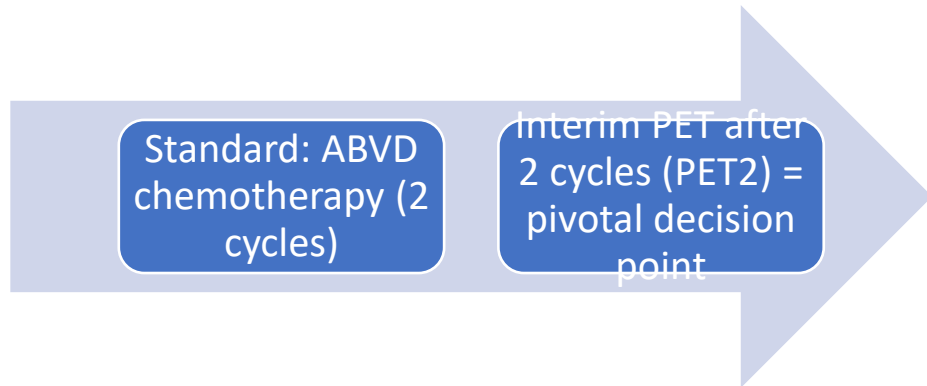 Standard: ABVD
chemotherapy (2
cycles)
Interim PET after
2 cycles (PET2) =
pivotal decision
point